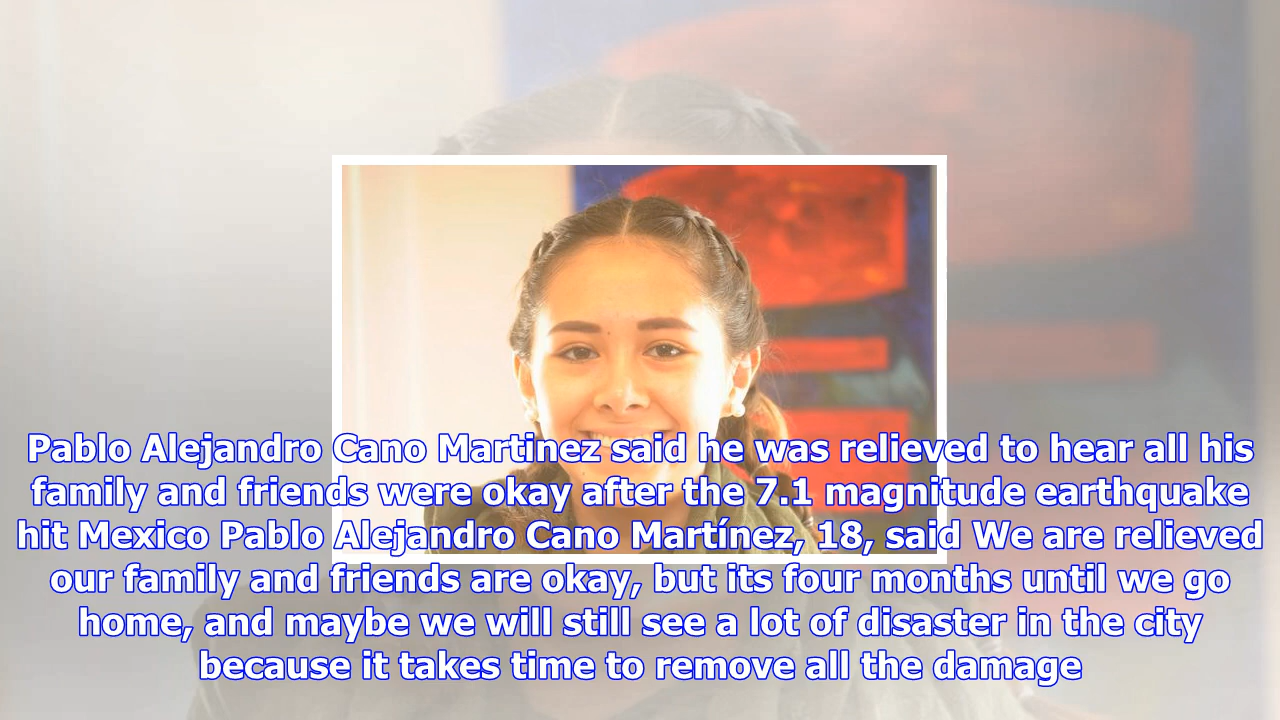 Pablo Alejandro Cano Martinez said he was relieved to hear all his
family and friends were okay after the 7.1 magnitude earthquake
hit Mexico Pablo Alejandro Cano Martínez, 18, said We are relieved
our family and friends are okay, but its four months until we go
home, and maybe we will still see a lot of disaster in the city
because it takes time to remove all the damage